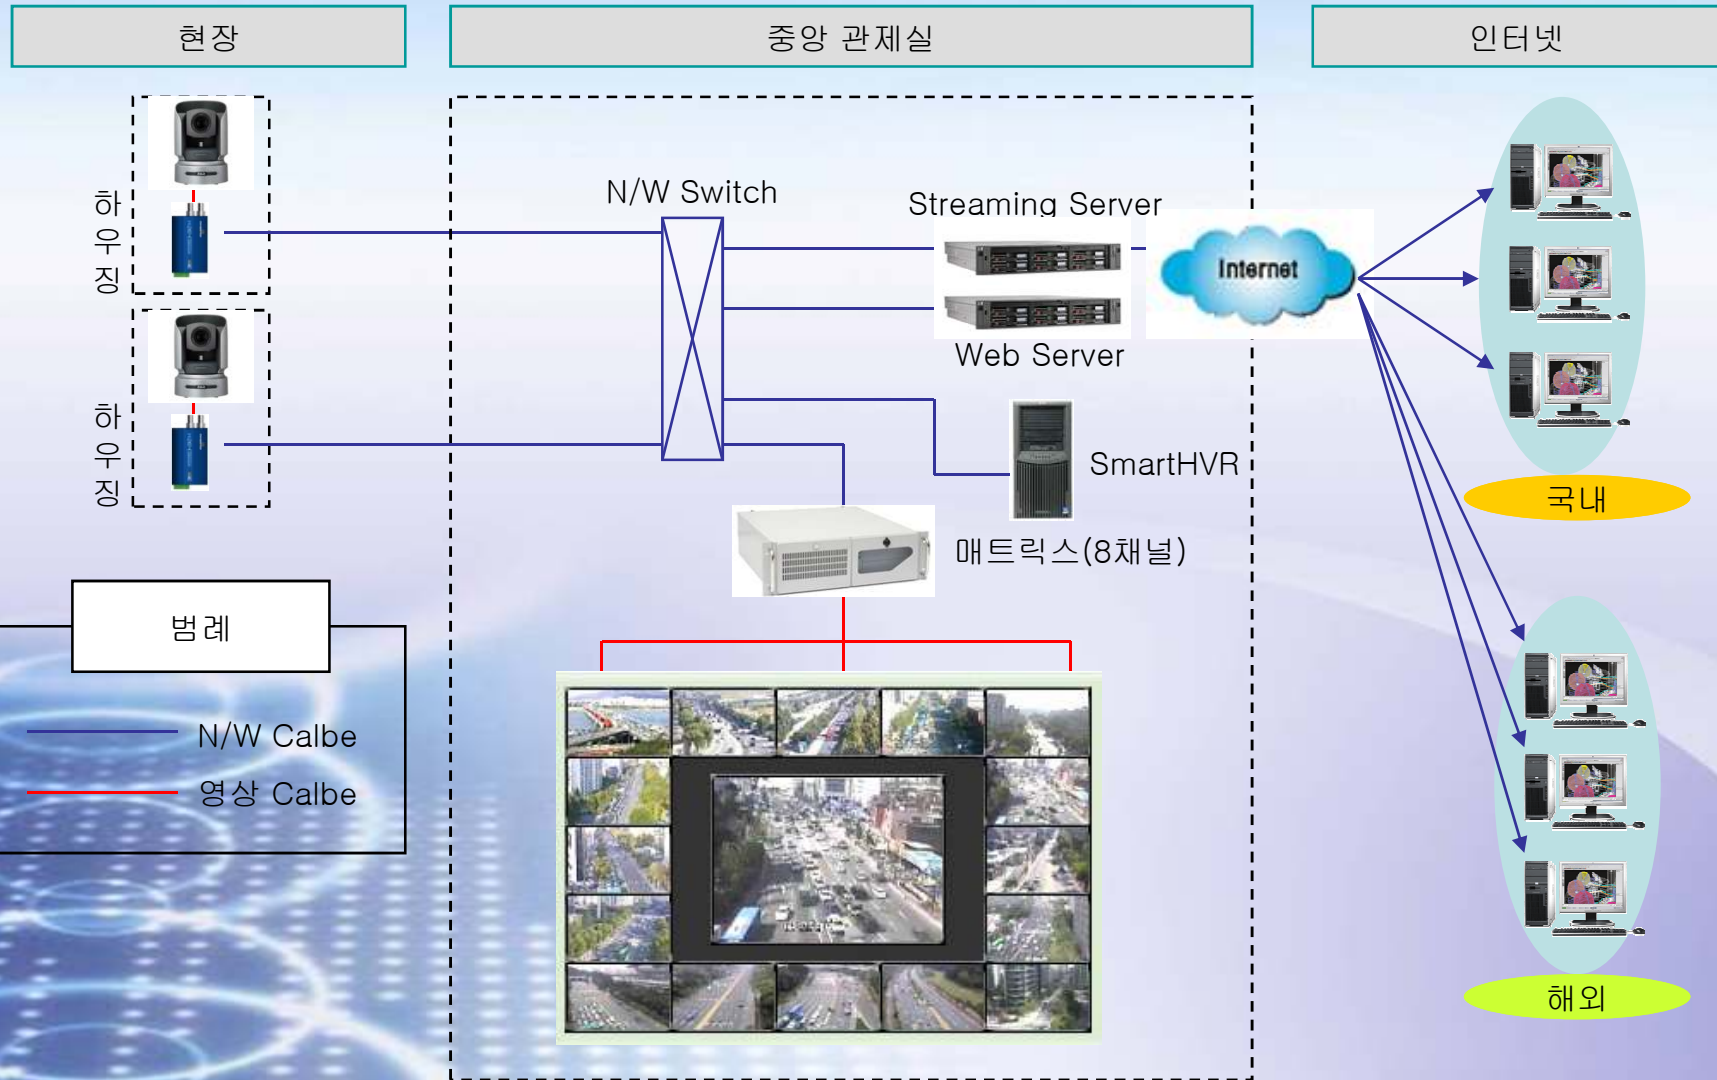 현장
중앙 관제실
인터넷
하우징
N/W Switch
Streaming Server
Internet
Web Server
하우징
SmartHVR
국내
매트릭스(8채널)
범례
N/W Calbe
영상 Calbe
해외